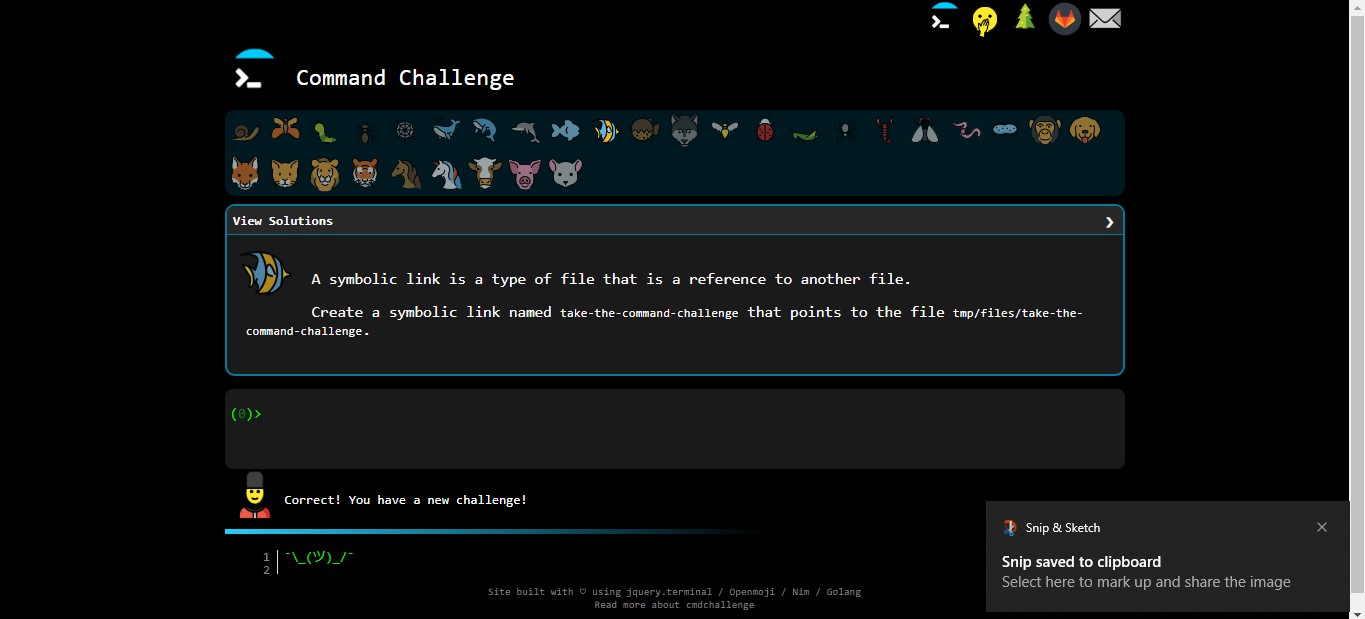 Command Challenge
View Solutions
A symbolic link is a type of file that is a reference to another file.
Create a symbolic link named take-the-command-challenge that points to the file tmp/files/take-the-
command-challenge.
(0)>
Correct! You have a new challenge!
1 ¯\_(ツ)_/¯
2
Site built with ♡ using jquery.terminal / Openmoji / Nim / Golang
Read more about cmdchallenge
Snip & Sketch
Snip saved to clipboard
Select here to mark up and share the image